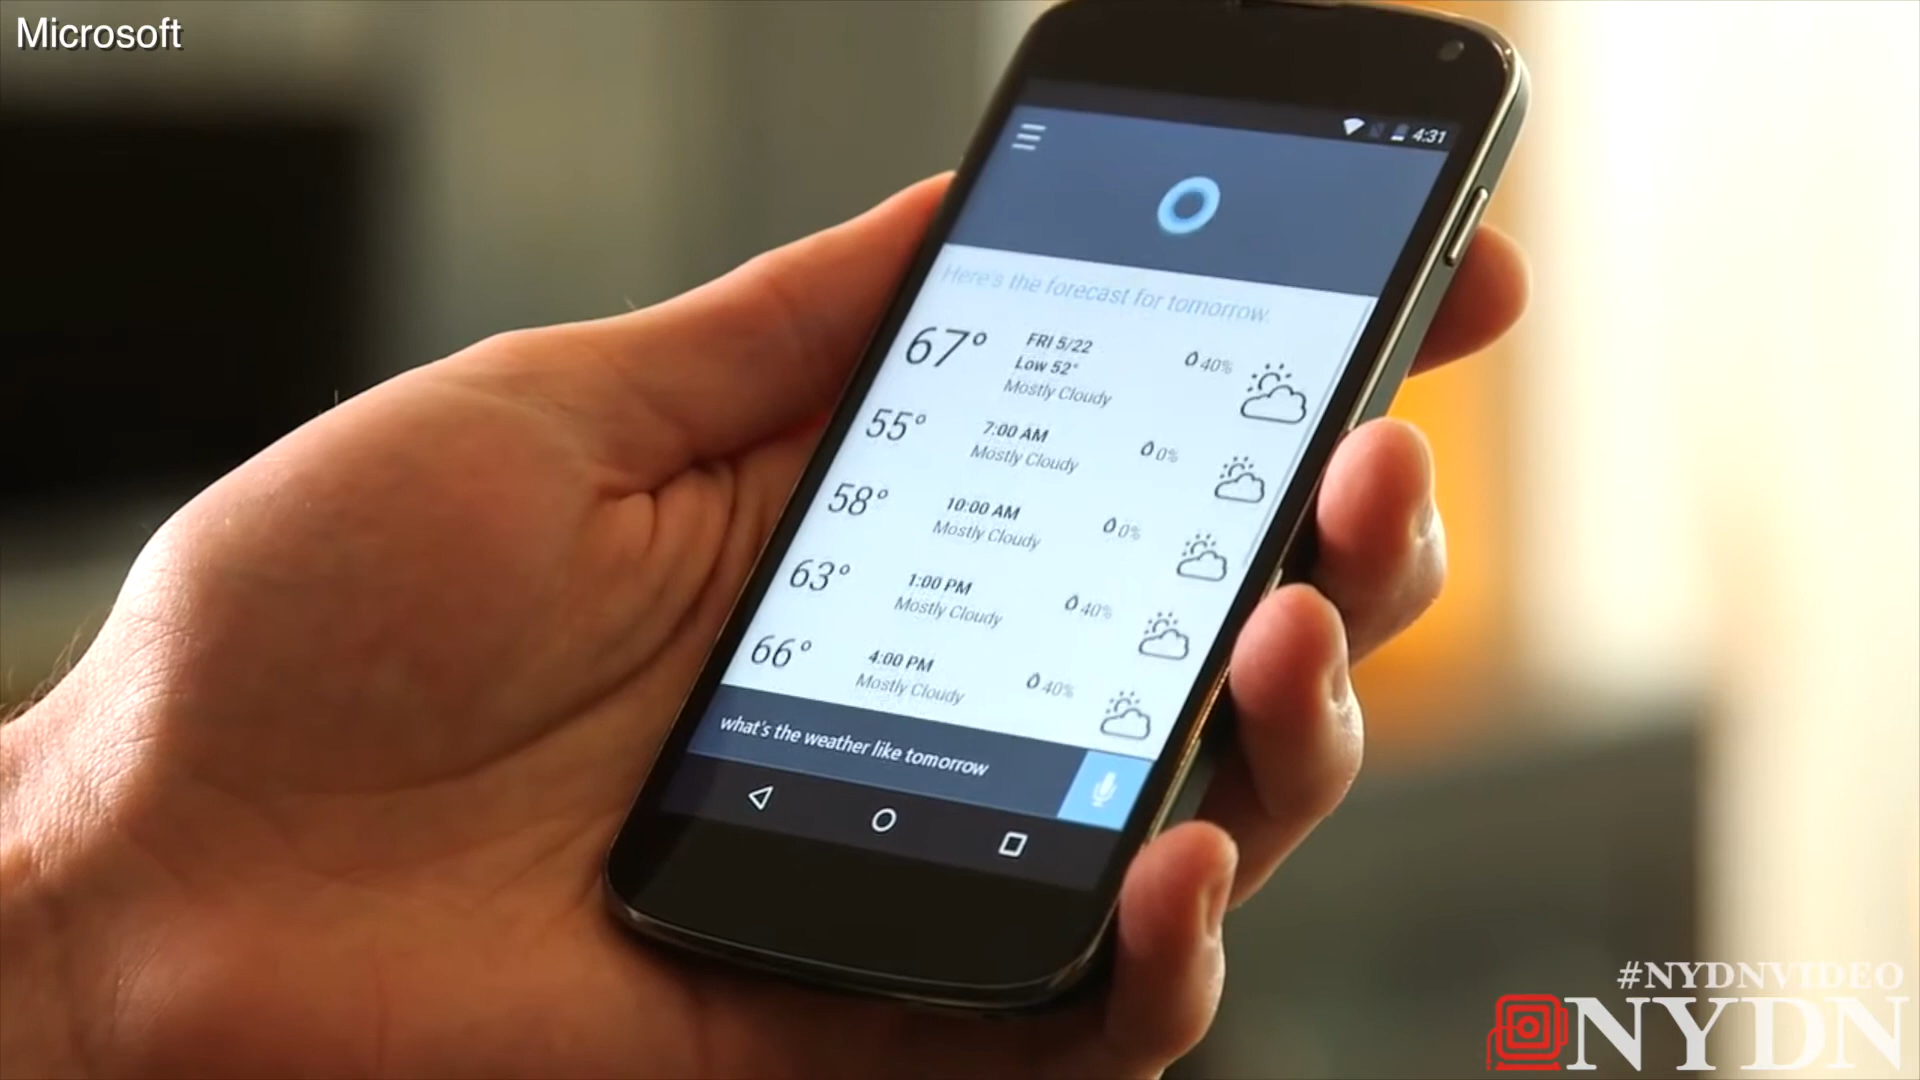 Microsoft
4:31
Here's the forecast for tomorrow.
67° FRI 5/22 40%
Low 52°
Mostly Cloudy
55° 7:00 AM 0%
Mostly Cloudy
58° 10:00 AM 0%
Mostly Cloudy
63° 1:00 PM 40%
Mostly Cloudy
66° 4:00 PM 40%
Mostly Cloudy
what's the weather like tomorrow
#NYDNVIDEO
NYDN